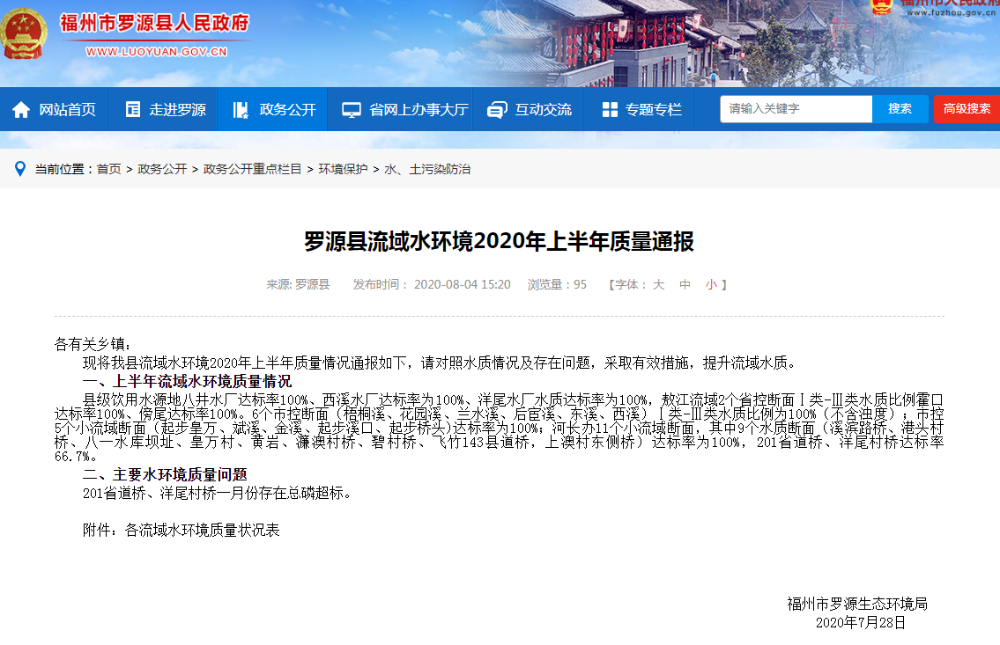 福州市罗源县人民政府
WWW.LUOYUAN.GOV.CN
福州市人民政府
www.fuzhou.gov.cn
网站首页 走进罗源 政务公开 省网上办事大厅 互动交流 专题专栏 请输入关键字 搜索 高级搜索
当前位置：首页 > 政务公开 > 政务公开重点栏目 > 环境保护 > 水、土污染防治
罗源县流域水环境2020年上半年质量通报
来源: 罗源县 发布时间： 2020-08-04 15:20 浏览量：95 【字体： 大 中 小 】
各有关乡镇：
现将我县流域水环境2020年上半年质量情况通报如下，请对照水质情况及存在问题，采取有效措施，提升流域水质。
一、上半年流域水环境质量情况
县级饮用水源地八井水厂达标率100%、西溪水厂达标率为100%、洋尾水厂水质达标率为100%，敖江流域2个省控断面Ⅰ类-Ⅲ类水质比例霍口
达标率100%、傍尾达标率100%。6个市控断面（梧桐溪、花园溪、兰水溪、后宦溪、东溪、西溪）Ⅰ类-Ⅲ类水质比例为100%（不含浊度）；市控
5个小流域断面（起步皇万、斌溪、金溪、起步溪口、起步桥头)达标率为100%；河长办11个小流域断面，其中9个水质断面（溪滨路桥、港头村
桥、八一水库坝址、皇万村、黄岩、濂澳村桥、碧村桥、飞竹143县道桥，上澳村东侧桥）达标率为100%，201省道桥、洋尾村桥达标率
66.7%。
二、主要水环境质量问题
201省道桥、洋尾村桥一月份存在总磷超标。
附件：各流域水环境质量状况表
福州市罗源生态环境局
2020年7月28日